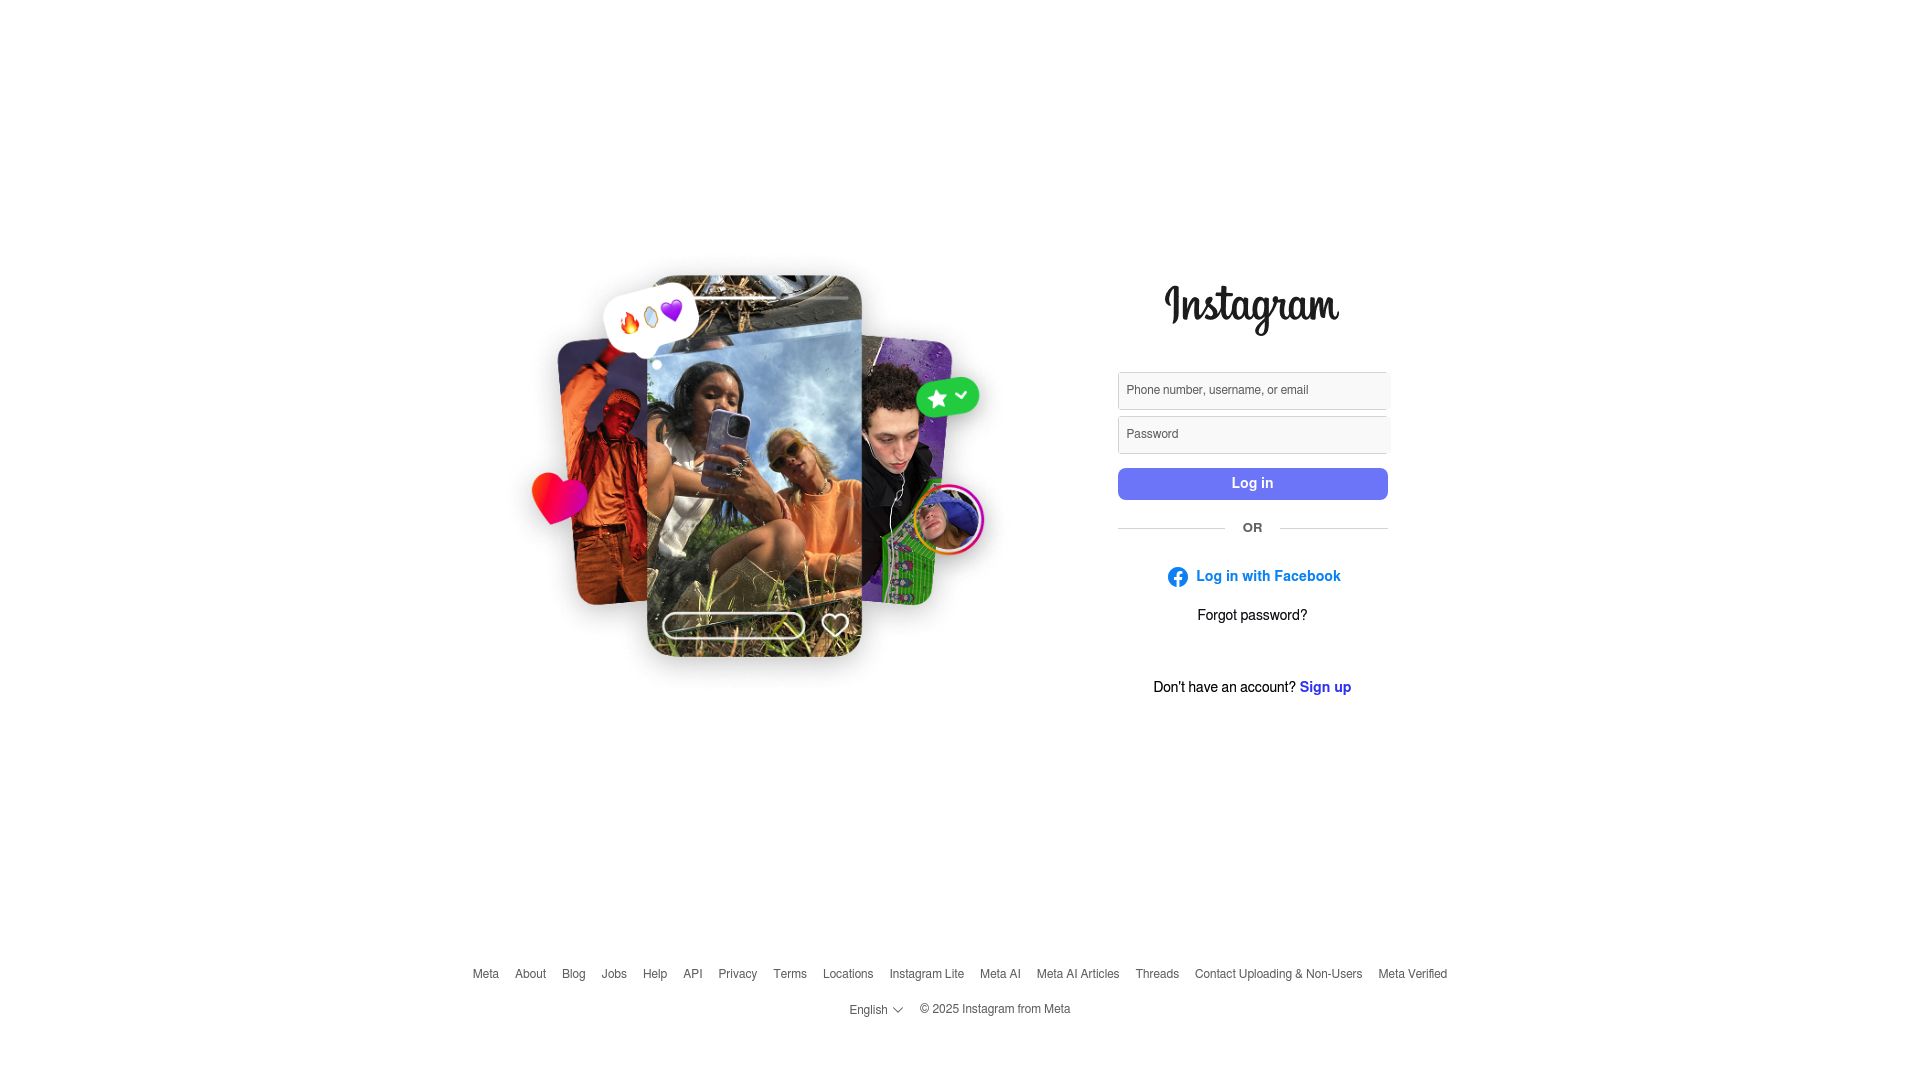 Instagram
Phone number, username, or email
Password
Log in
OR
Log in with Facebook
Forgot password?
Don't have an account? Sign up
Meta About Blog Jobs Help API Privacy Terms Locations Instagram Lite Meta AI Meta AI Articles Threads Contact Uploading & Non-Users Meta Verified
English © 2025 Instagram from Meta